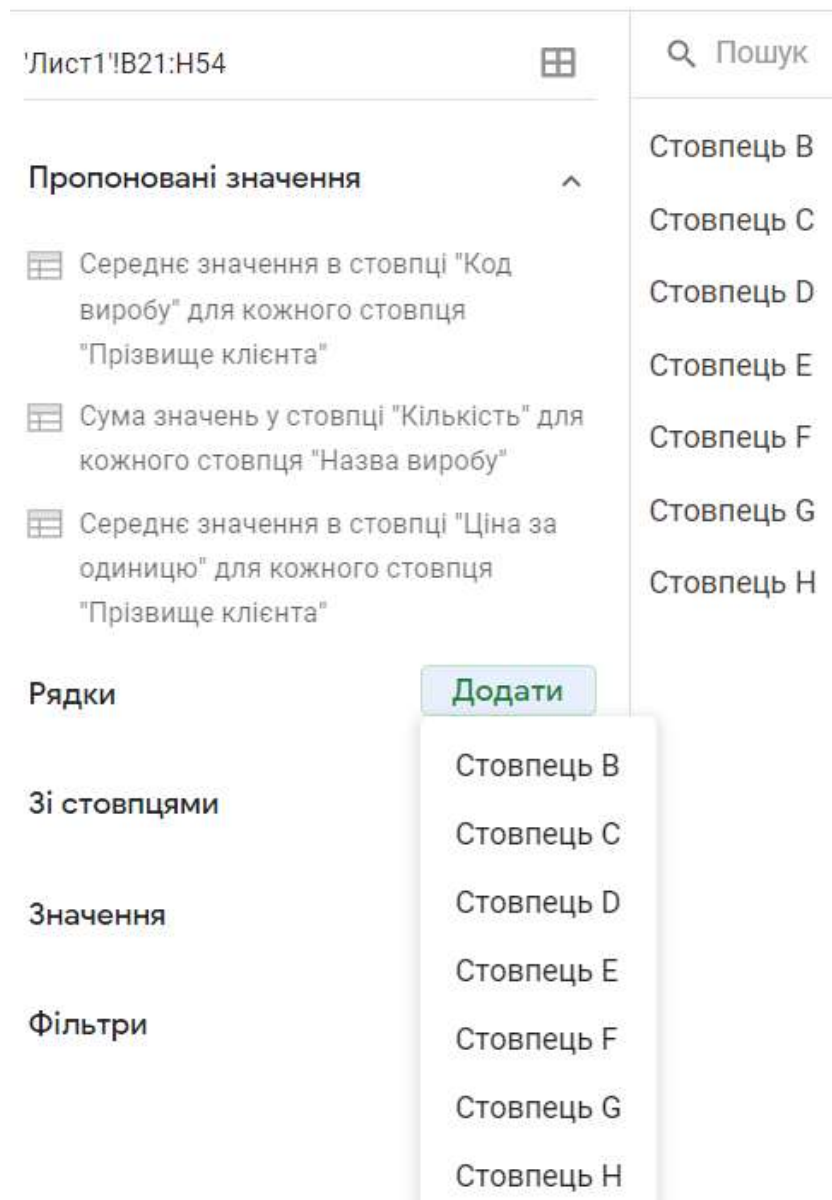 'Лист1'!B21:H54
Пропоновані значення
Середнє значення в стовпці "Код
виробу" для кожного стовпця
"Прізвище клієнта"
Сума значень у стовпці "Кількість" для
кожного стовпця "Назва виробу"
Середнє значення в стовпці "Ціна за
одиницю" для кожного стовпця
"Прізвище клієнта"
Рядки
Додати
Зі стовпцями
Значення
Фільтри
Стовпець B
Стовпець C
Стовпець D
Стовпець E
Стовпець F
Стовпець G
Стовпець H
Пошук
Стовпець B
Стовпець C
Стовпець D
Стовпець E
Стовпець F
Стовпець G
Стовпець H